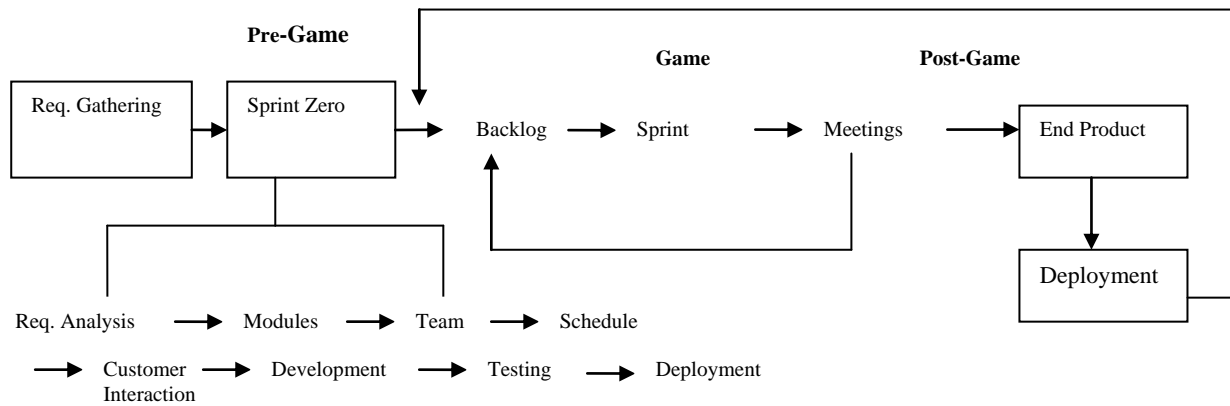 Pre-Game
Game
Post-Game
Req. Gathering
Sprint Zero
Backlog
Sprint
Meetings
End Product
Deployment
Req. Analysis
Modules
Team
Schedule
Customer
Interaction
Development
Testing
Deployment